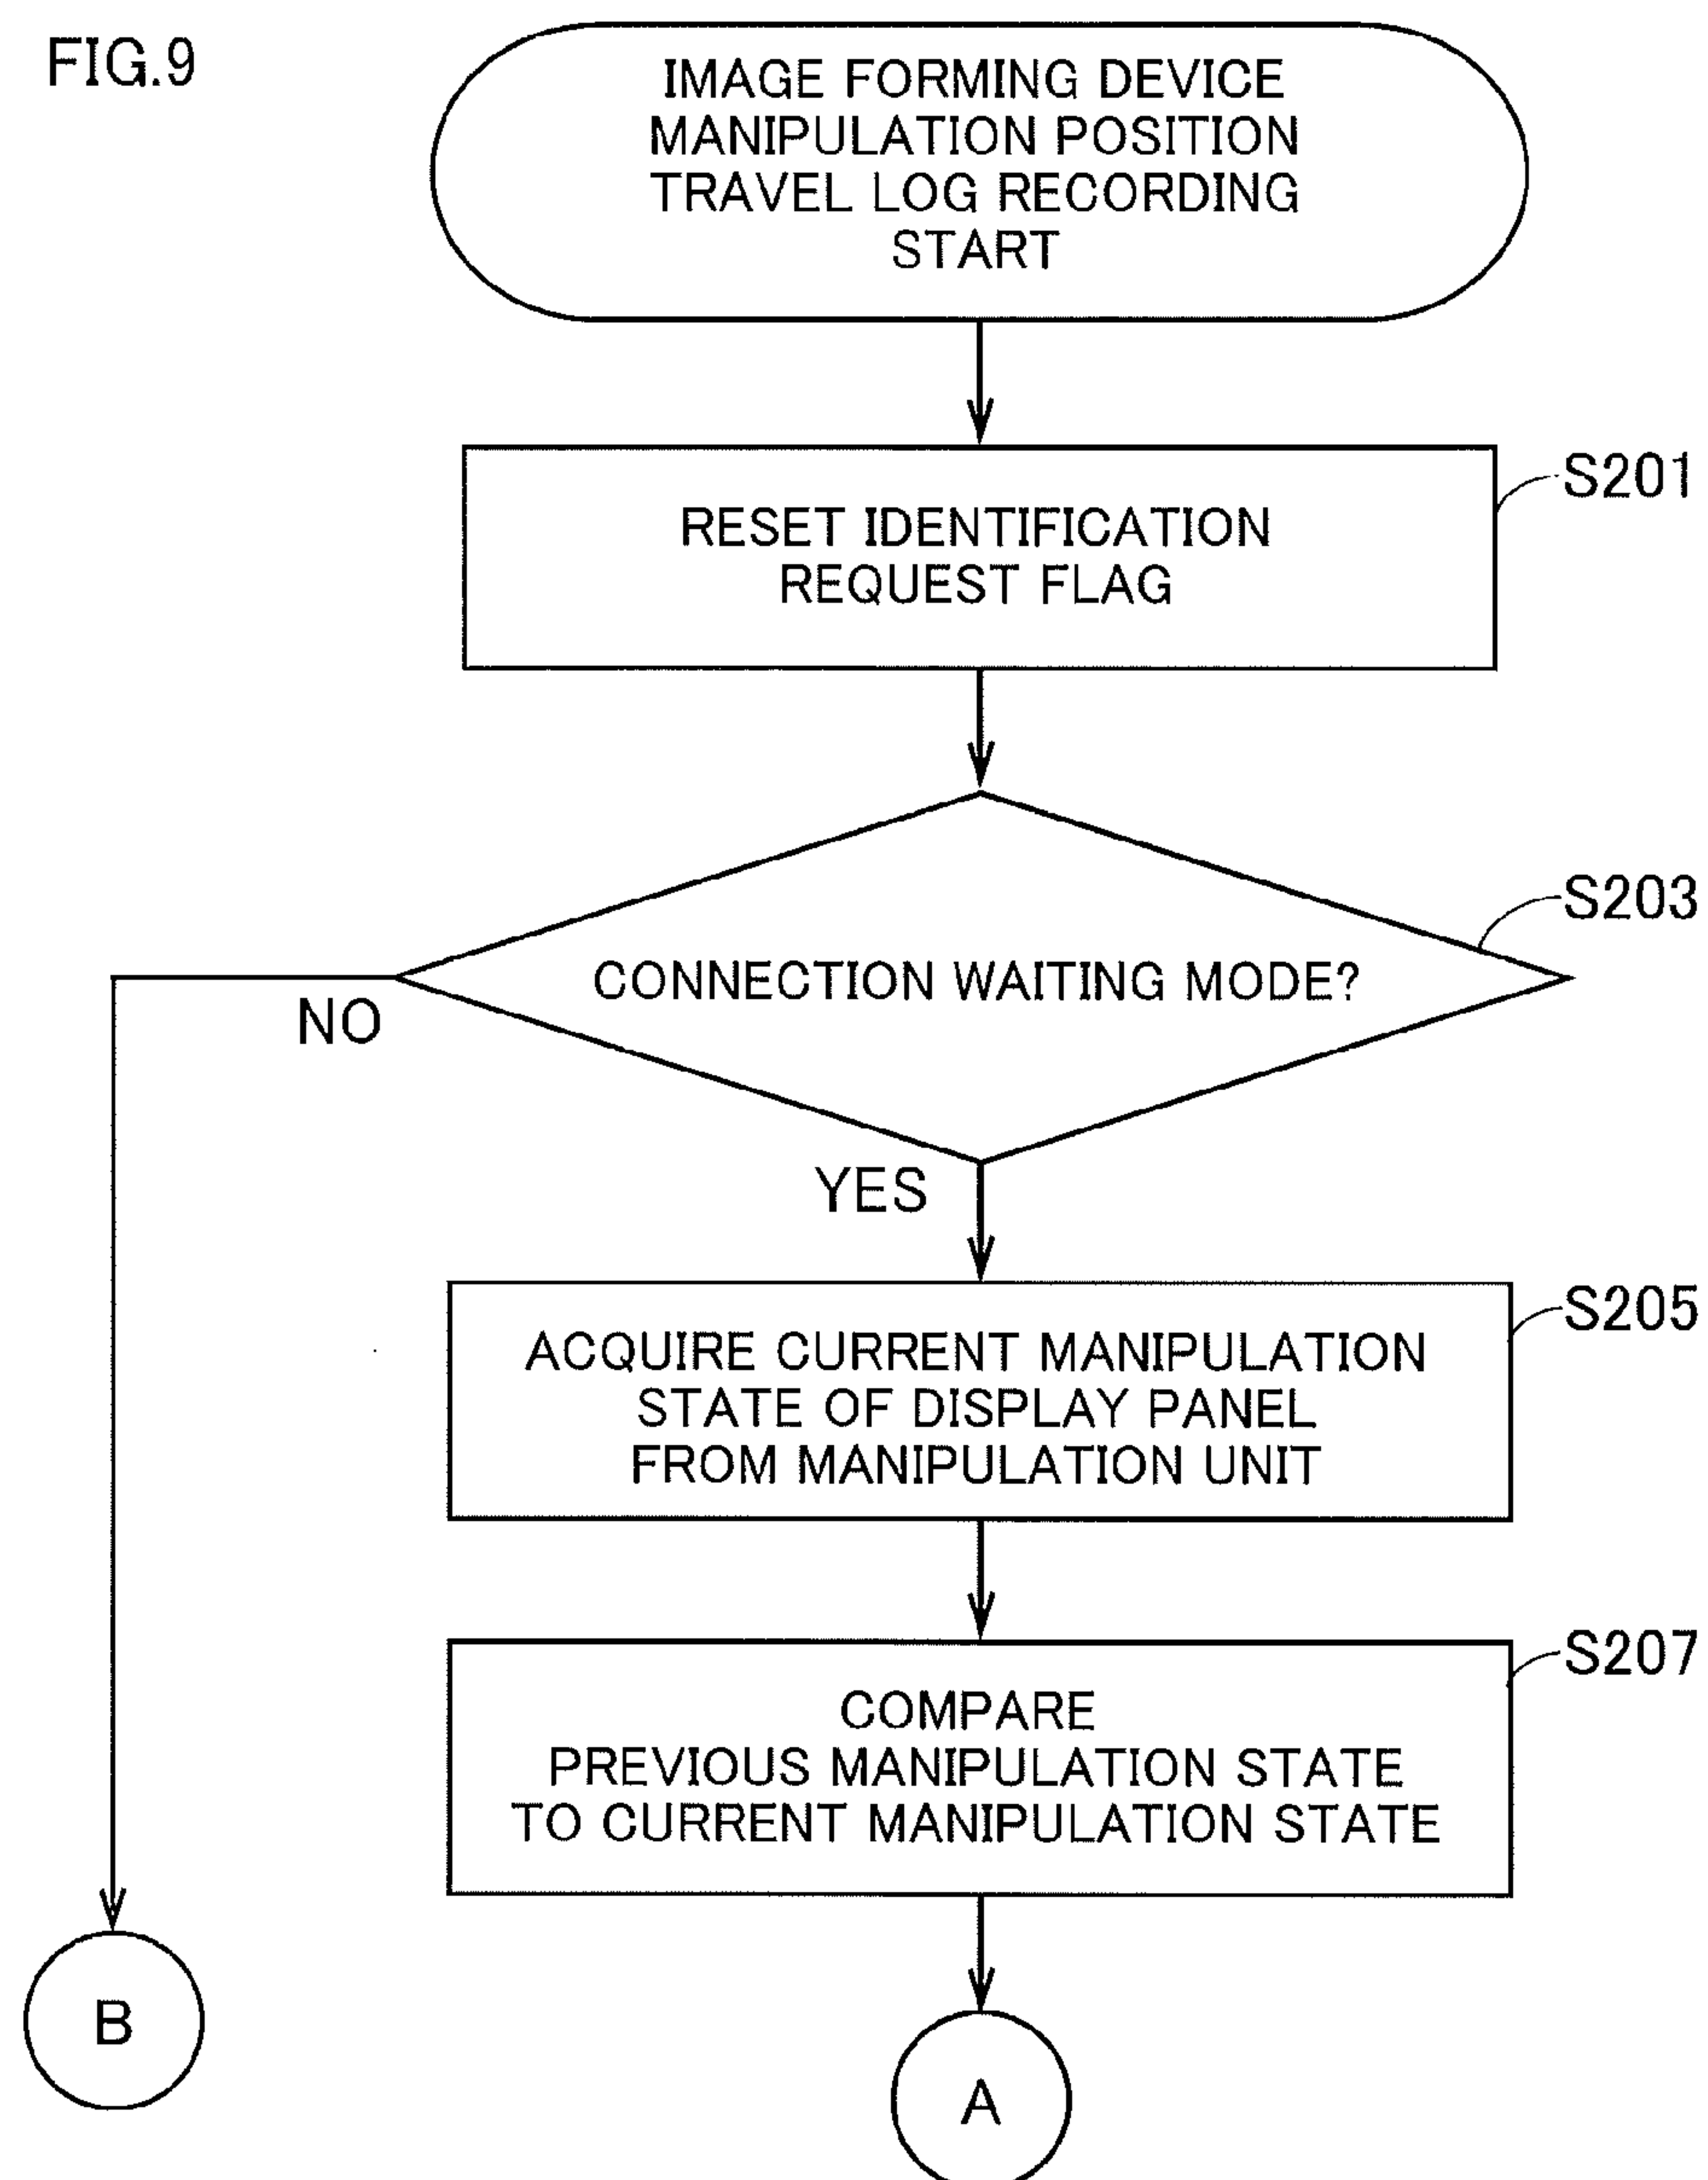 FIG.9
IMAGE FORMING DEVICE
MANIPULATION POSITION
TRAVEL LOG RECORDING
START
S201
RESET IDENTIFICATION
REQUEST FLAG
S203
CONNECTION WAITING MODE?
NO
YES
S205
ACQUIRE CURRENT MANIPULATION
STATE OF DISPLAY PANEL
FROM MANIPULATION UNIT
S207
COMPARE
PREVIOUS MANIPULATION STATE
TO CURRENT MANIPULATION STATE
B
A